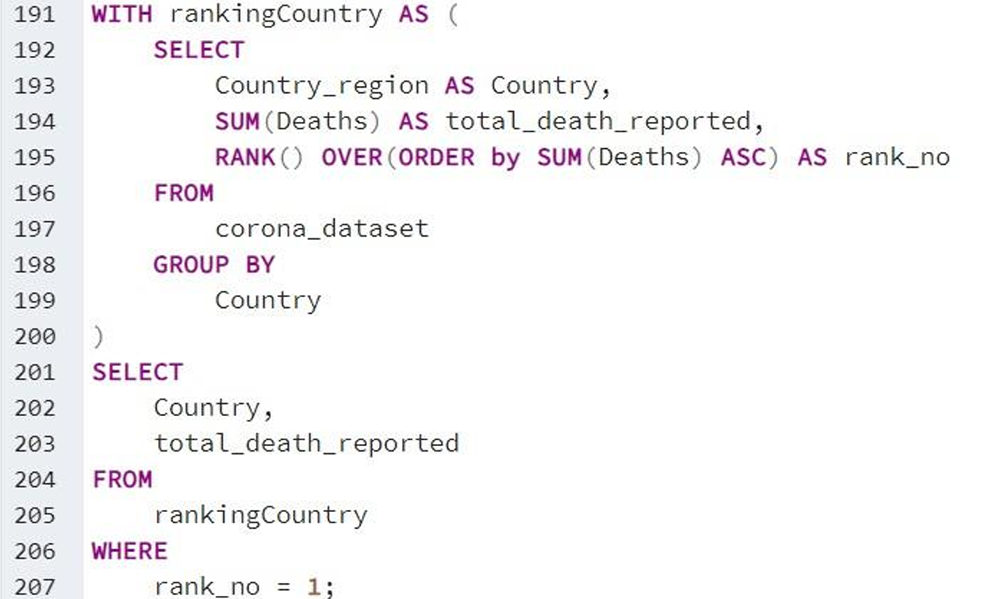 191 WITH rankingCountry AS (
192     SELECT
193         Country_region AS Country,
194         SUM(Deaths) AS total_death_reported,
195         RANK() OVER(ORDER by SUM(Deaths) ASC) AS rank_no
196     FROM
197         corona_dataset
198     GROUP BY
199         Country
200 )
201 SELECT
202     Country,
203     total_death_reported
204 FROM
205     rankingCountry
206 WHERE
207     rank_no = 1;